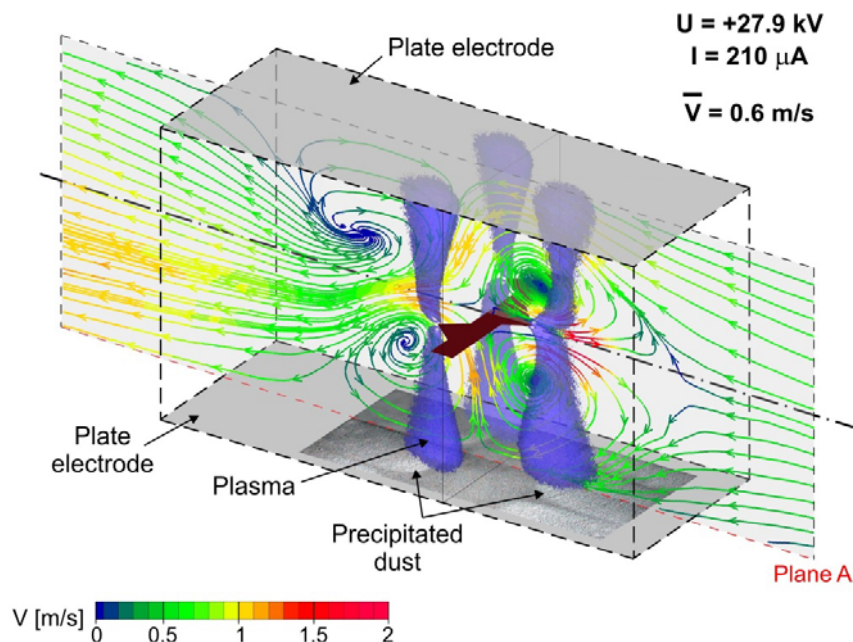 U = +27.9 kV
I = 210 μA
V̅ = 0.6 m/s
Plate electrode
Plate
electrode
Plasma
Precipitated
dust
Plane A
V [m/s]
0 0.5 1 1.5 2